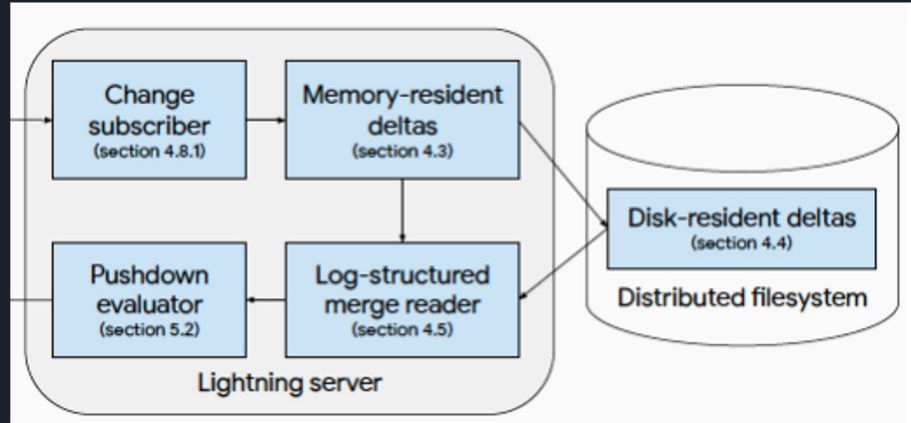 Change
subscriber
(section 4.8.1)
Memory-resident
deltas
(section 4.3)
Disk-resident deltas
(section 4.4)
Distributed filesystem
Pushdown
evaluator
(section 5.2)
Log-structured
merge reader
(section 4.5)
Lightning server